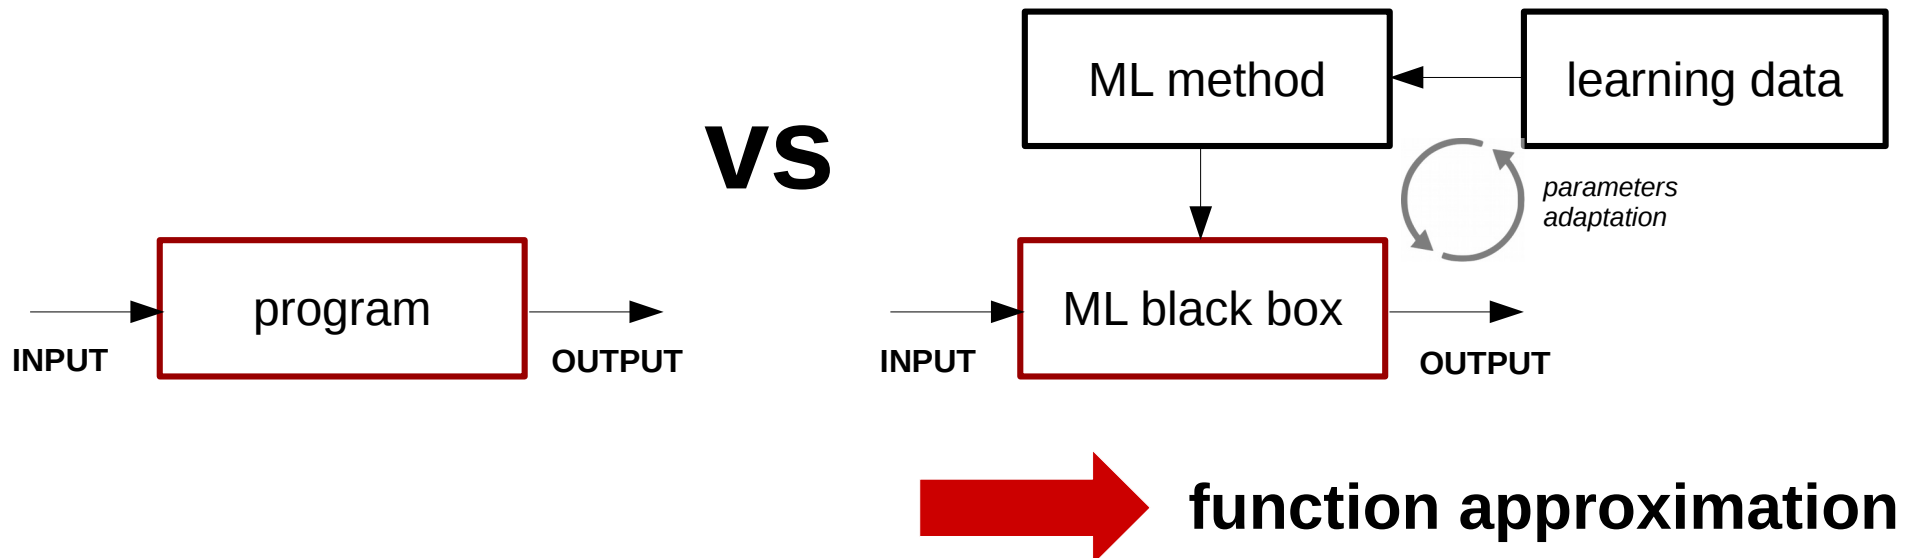 ML method
learning data
vs
parameters
adaptation
program
ML black box
INPUT
OUTPUT
INPUT
OUTPUT
function approximation